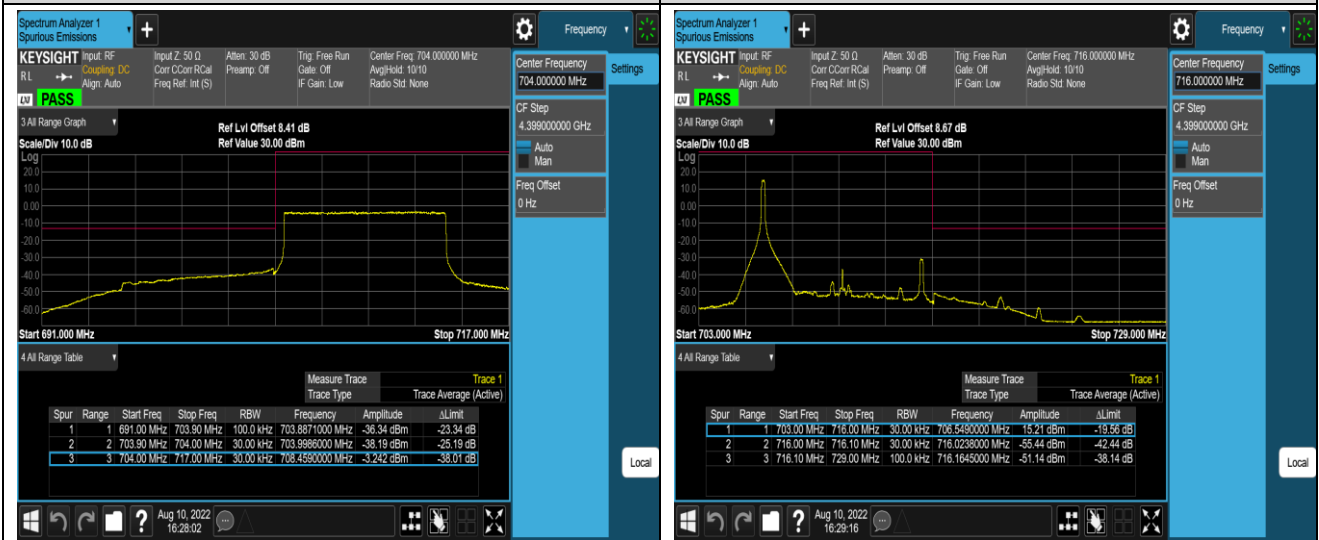 Spectrum Analyzer 1
Spurious Emissions
+
Frequency
KEYSIGHT Input: RF Input Z: 50 Ω Atten: 30 dB Trig: Free Run Center Freq: 704.000000 MHz
RL Coupling: DC Corr CCorr RCal Preamp: Off Gate: Off Avg|Hold: 10/10
Align: Auto Freq Ref: Int (S) IF Gain: Low Radio Std: None
LXI PASS
Center Frequency
704.000000 MHz
Settings
CF Step
4.399000000 GHz
Auto
Man
Freq Offset
0 Hz
3 All Range Graph
Ref Lvl Offset 8.41 dB
Scale/Div 10.0 dB Ref Value 30.00 dBm
Log
20.0
10.0
0.00
-10.0
-20.0
-30.0
-40.0
-50.0
-60.0
Start 691.000 MHz Stop 717.000 MHz
4 All Range Table
Measure Trace Trace 1
Trace Type Trace Average (Active)
Spur Range Start Freq Stop Freq RBW Frequency Amplitude ΔLimit
1 1 691.00 MHz 703.90 MHz 100.0 kHz 703.8871000 MHz -36.34 dBm -23.34 dB
2 2 703.90 MHz 704.00 MHz 30.00 kHz 703.9986000 MHz -38.19 dBm -25.19 dB
3 3 704.00 MHz 717.00 MHz 30.00 kHz 708.4590000 MHz -3.242 dBm -38.01 dB
Local
? Aug 10, 2022
16:28:02
Spectrum Analyzer 1
Spurious Emissions
+
Frequency
KEYSIGHT Input: RF Input Z: 50 Ω Atten: 30 dB Trig: Free Run Center Freq: 716.000000 MHz
RL Coupling: DC Corr CCorr RCal Preamp: Off Gate: Off Avg|Hold: 10/10
Align: Auto Freq Ref: Int (S) IF Gain: Low Radio Std: None
LXI PASS
Center Frequency
716.000000 MHz
Settings
CF Step
4.399000000 GHz
Auto
Man
Freq Offset
0 Hz
3 All Range Graph
Ref Lvl Offset 8.67 dB
Scale/Div 10.0 dB Ref Value 30.00 dBm
Log
20.0
10.0
0.00
-10.0
-20.0
-30.0
-40.0
-50.0
-60.0
Start 703.000 MHz Stop 729.000 MHz
4 All Range Table
Measure Trace Trace 1
Trace Type Trace Average (Active)
Spur Range Start Freq Stop Freq RBW Frequency Amplitude ΔLimit
1 1 703.00 MHz 716.00 MHz 30.00 kHz 706.5490000 MHz 15.21 dBm -19.56 dB
2 2 716.00 MHz 716.10 MHz 30.00 kHz 716.0238000 MHz -55.44 dBm -42.44 dB
3 3 716.10 MHz 729.00 MHz 100.0 kHz 716.1645000 MHz -51.14 dBm -38.14 dB
Local
? Aug 10, 2022
16:29:16